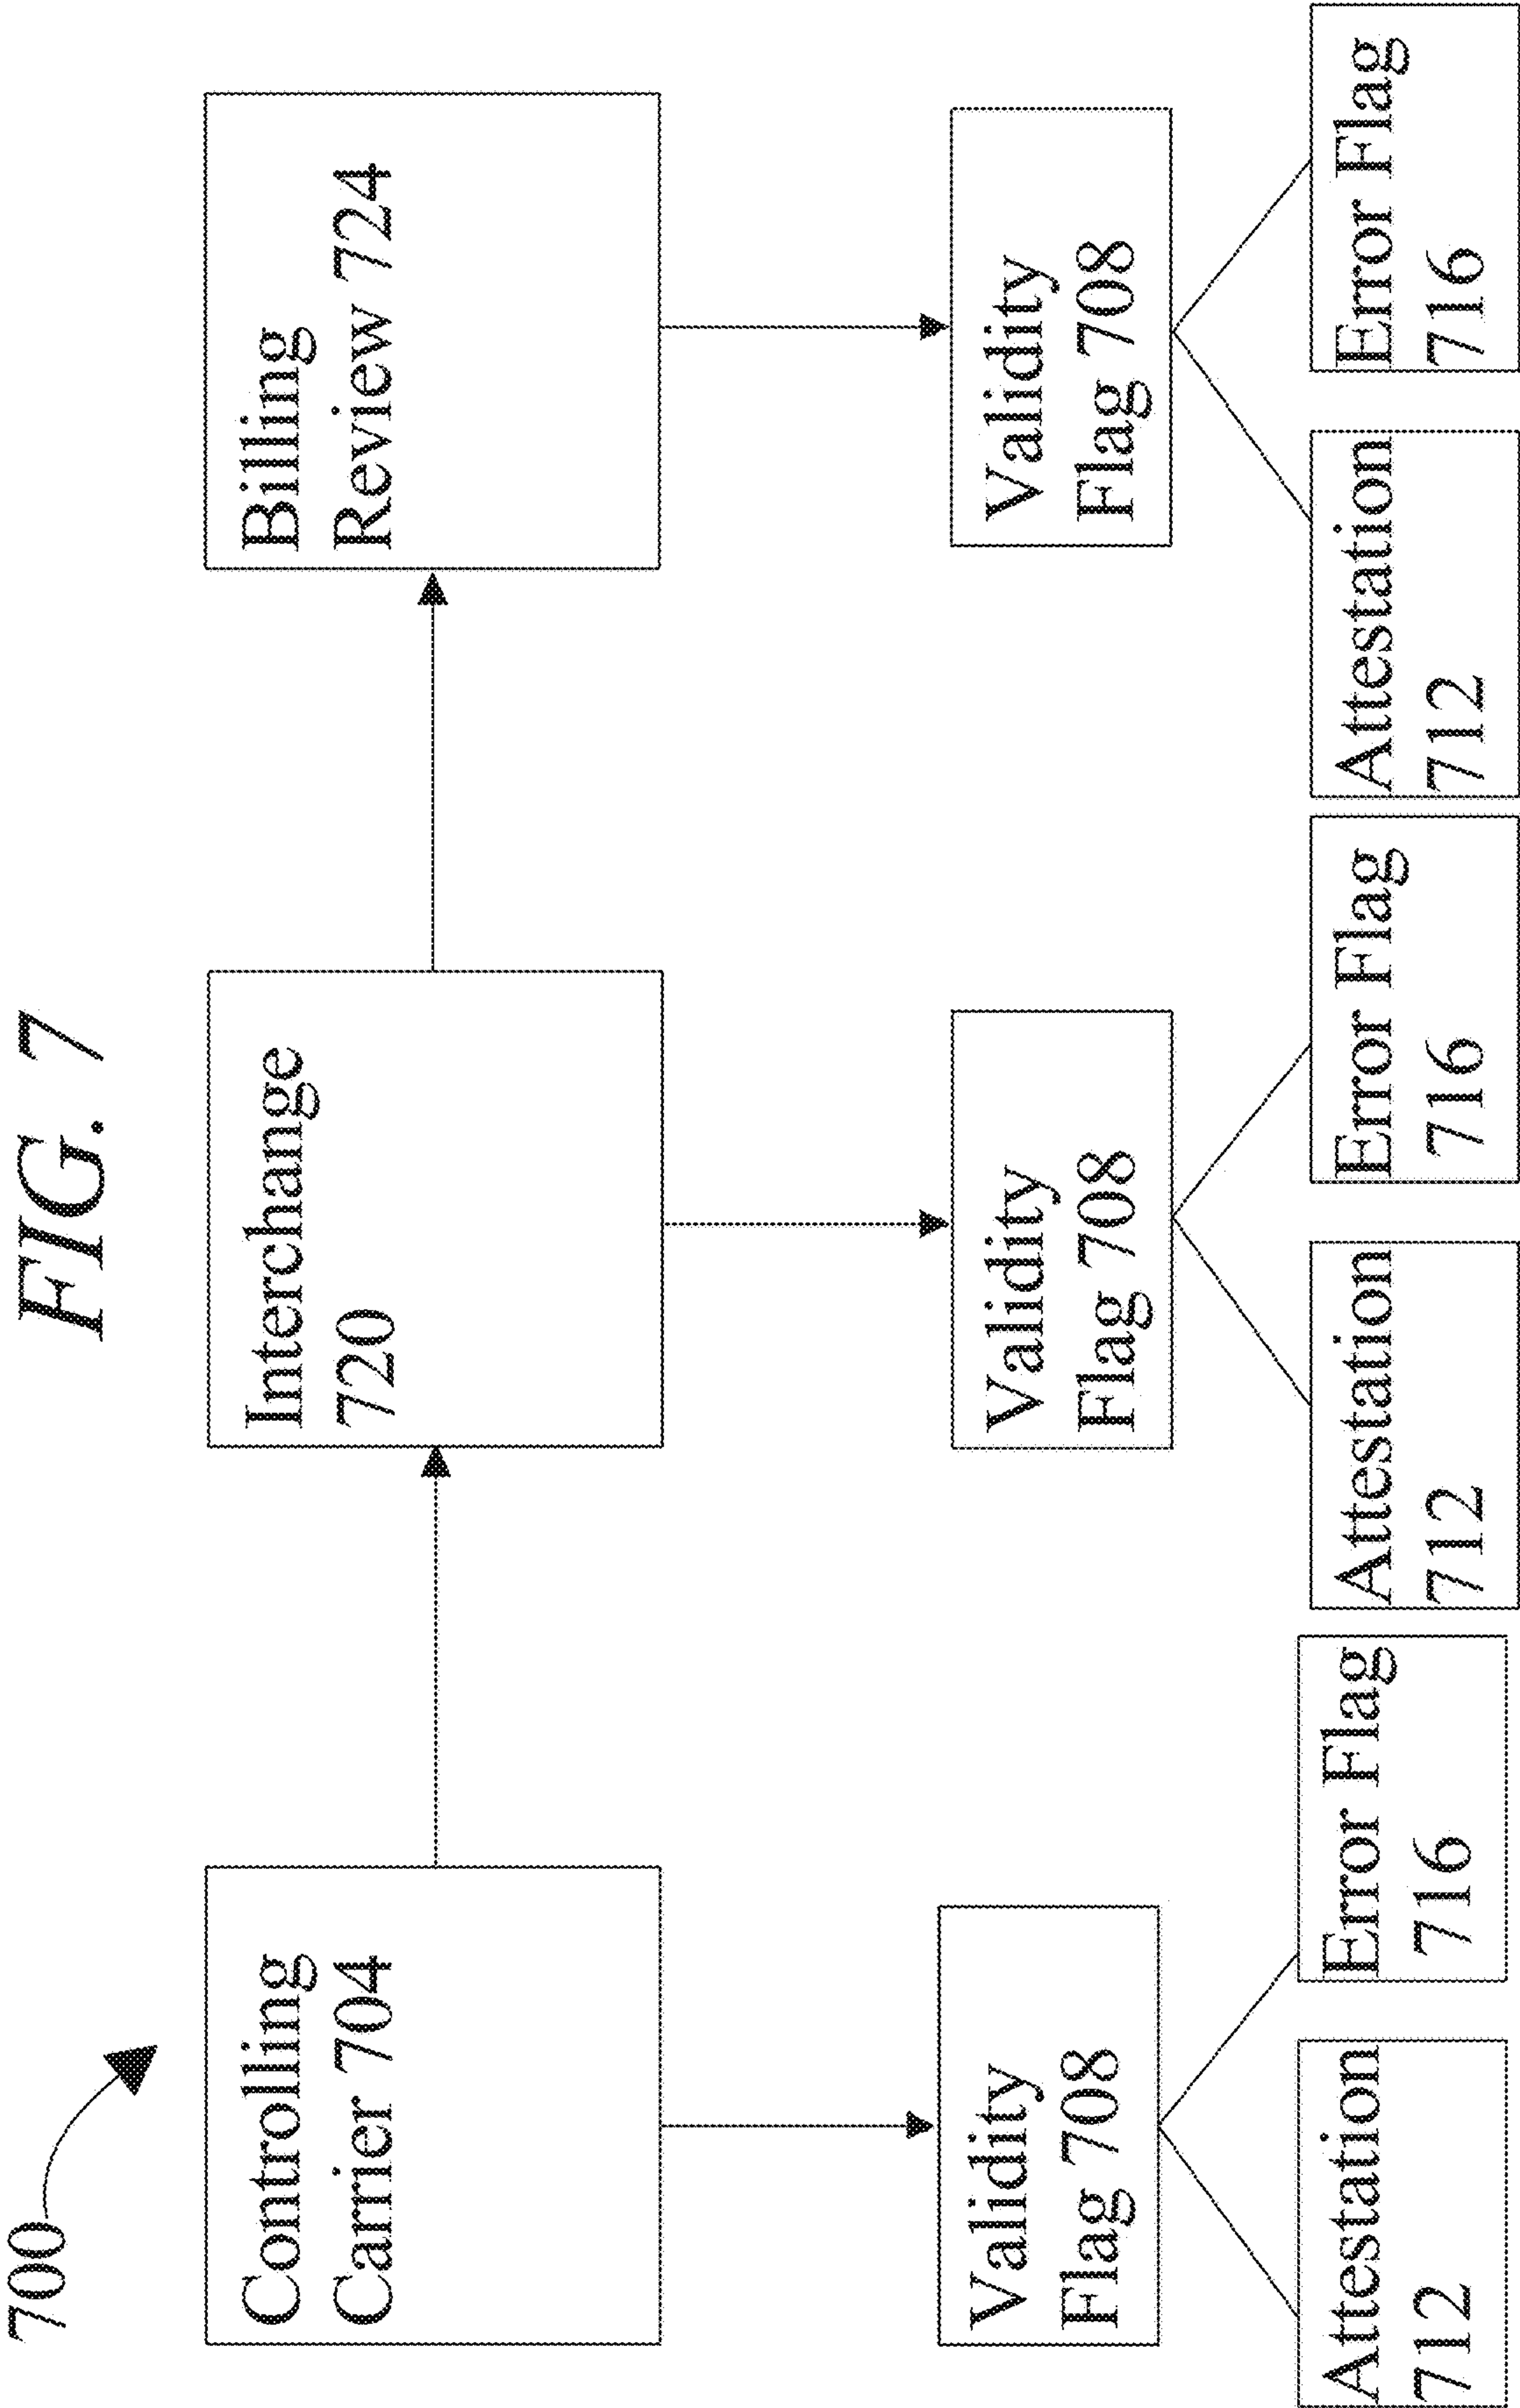 FIG. 7
700
Controlling
Carrier 704
Interchange
720
Billing
Review 724
Validity
Flag 708
Validity
Flag 708
Validity
Flag 708
Attestation
712
Error Flag
716
Attestation
712
Error Flag
716
Attestation
712
Error Flag
716